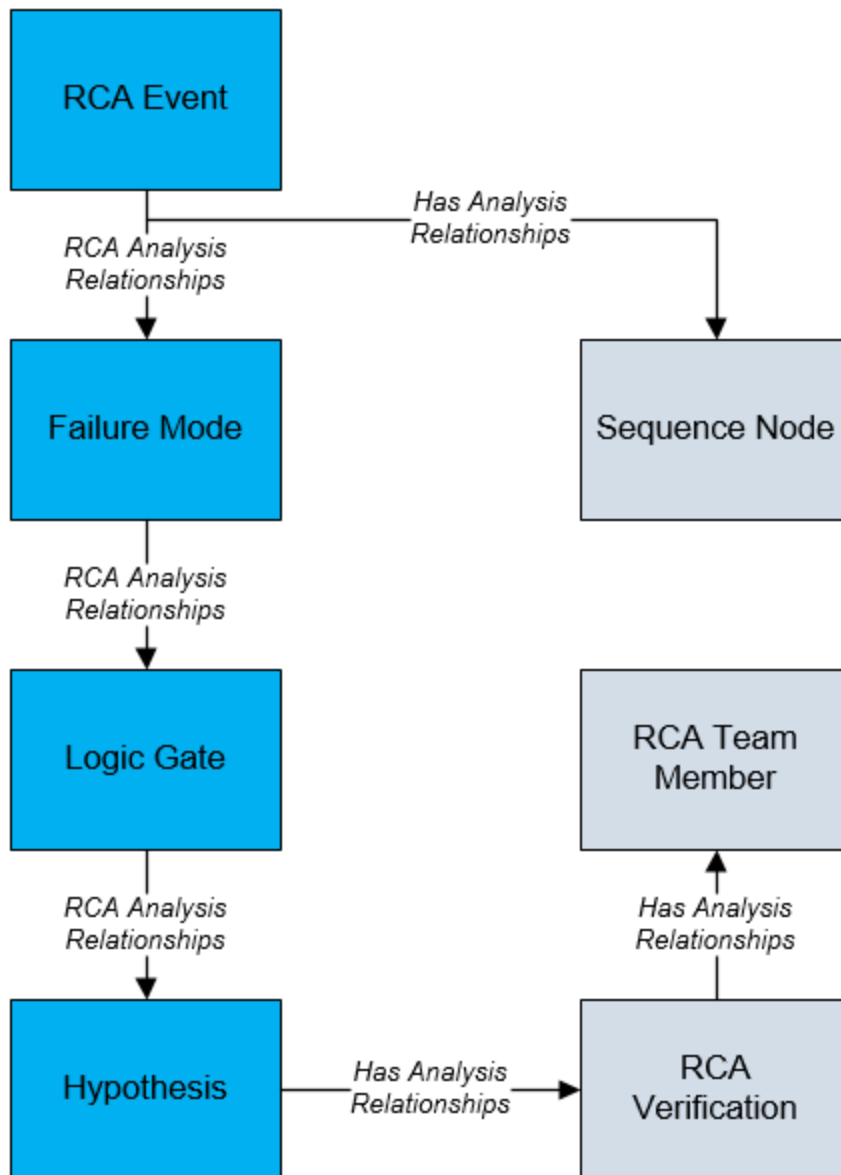 RCA Event
Has Analysis
Relationships
RCA Analysis
Relationships
Failure Mode
Sequence Node
RCA Analysis
Relationships
Logic Gate
RCA Team
Member
RCA Analysis
Relationships
Has Analysis
Relationships
Hypothesis
Has Analysis
Relationships
RCA
Verification